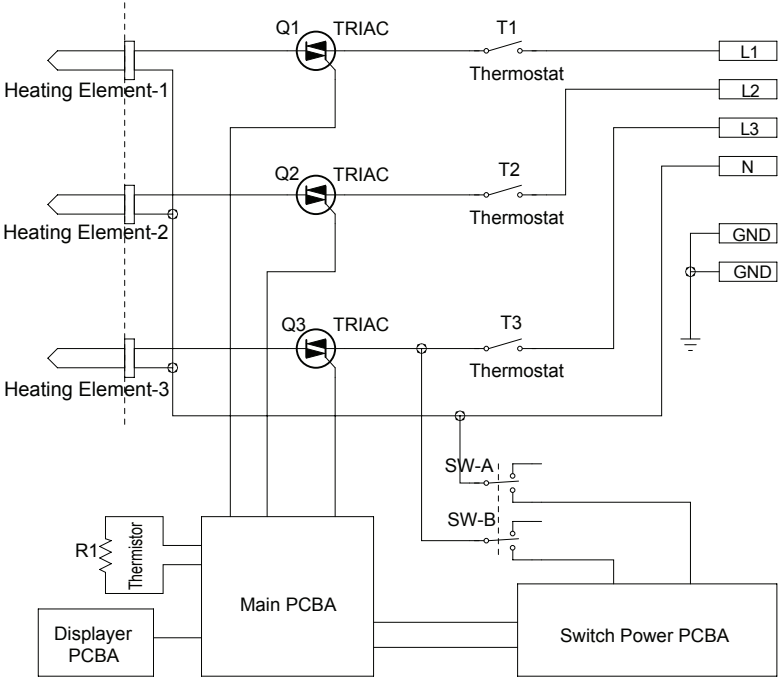 Q1 TRIAC T1
L1
Thermostat
Heating Element-1
L2
L3
Q2 TRIAC T2
N
Thermostat
Heating Element-2
GND
GND
Q3 TRIAC T3
Thermostat
Heating Element-3
SW-A
SW-B
R1 Thermistor
Main PCBA
Displayer
PCBA
Switch Power PCBA